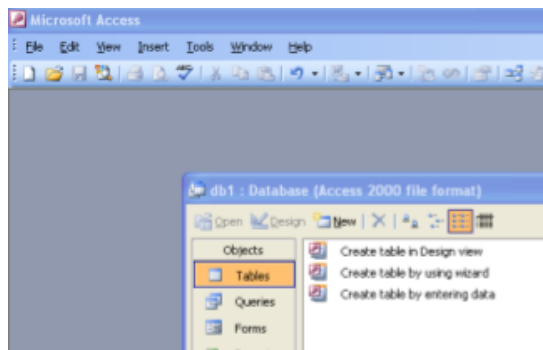 Microsoft Access
File Edit View Insert Tools Window Help
db1 : Database (Access 2000 file format)
Open Design New
Objects
Create table in Design view
Tables
Create table by using wizard
Queries
Create table by entering data
Forms